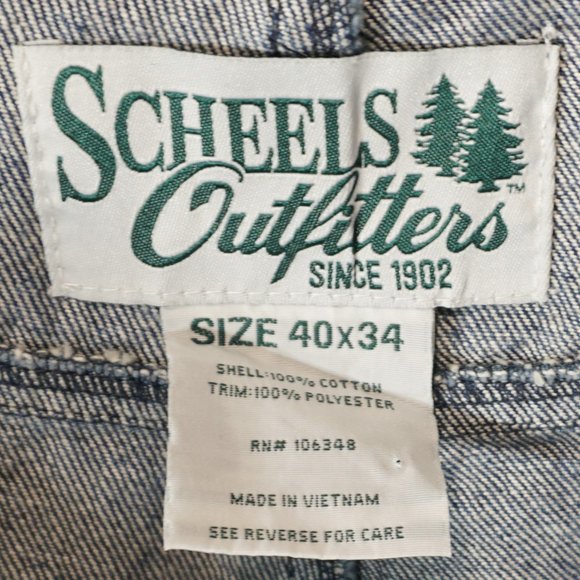 SCHEELS
Outfitters™
SINCE 1902
SIZE 40X34
SHELL:100% COTTON
TRIM:100% POLYESTER
RN# 106348
MADE IN VIETNAM
SEE REVERSE FOR CARE